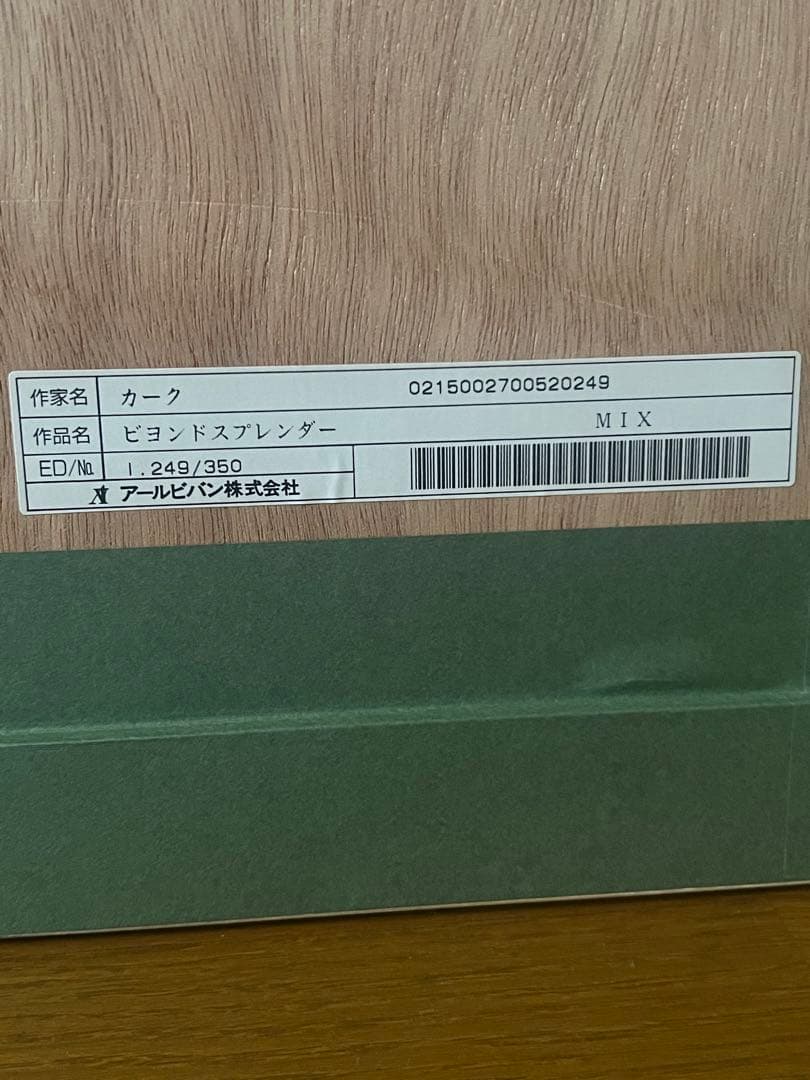 作家名 カーク 0215002700520249
作品名 ビヨンドスプレンダー MIX
ED/No. I.249/350
アールビバン株式会社